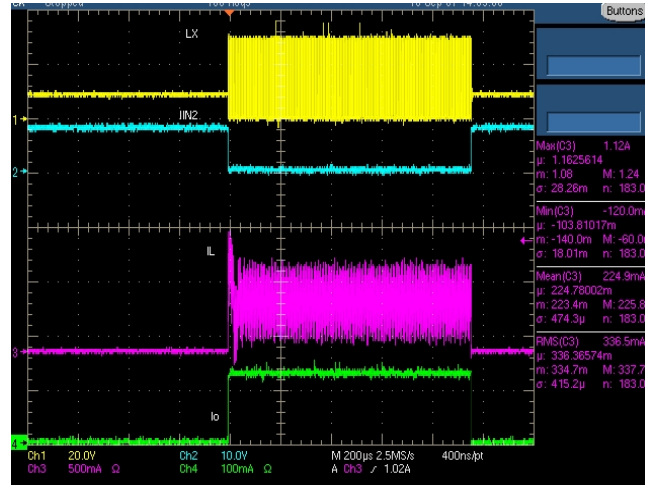 Buttons
LX
1
IIN2
2
Max(C3) 1.12A
µ: 1.1625614
m: 1.08 M: 1.24
σ: 28.26m n: 183.0
Min(C3) -120.0m
µ: -103.81017m
m: -140.0m M: -60.0
σ: 18.01m n: 183.0
IL
Mean(C3) 224.9mA
µ: 224.78002m
m: 223.4m M: 225.8
σ: 474.3µ n: 183.0
3
RMS(C3) 336.5mA
µ: 336.36574m
m: 334.7m M: 337.7
σ: 415.2µ n: 183.0
Io
4
Ch1 20.0V Ch2 10.0V M 200µs 2.5MS/s 400ns/pt
Ch3 500mA Ω Ch4 100mA Ω A Ch3 ⁄ 1.02A